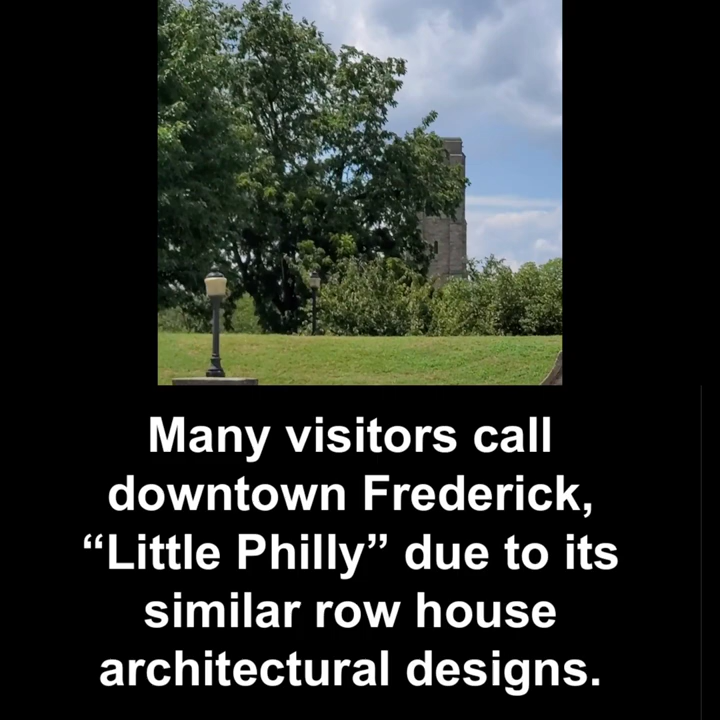 Many visitors call
downtown Frederick,
“Little Philly” due to its
similar row house
architectural designs.